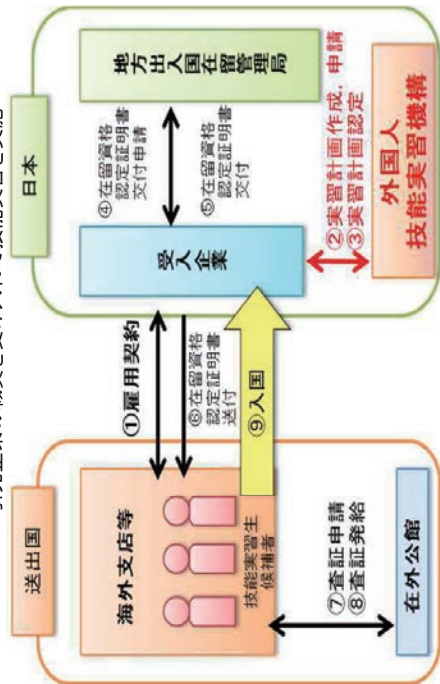 送出国
海外支店等
技能実習生
候補者
在外公館
⑦査証申請
⑧査証発給
①雇用契約
⑥在留資格
認定証明書
送付
⑨入国
日本
受入企業
地方出入国在留管理局
④在留資格
認定証明書
交付申請
⑤在留資格
認定証明書
交付
②実習計画作成,申請
③実習計画認定
外国人
技能実習機構